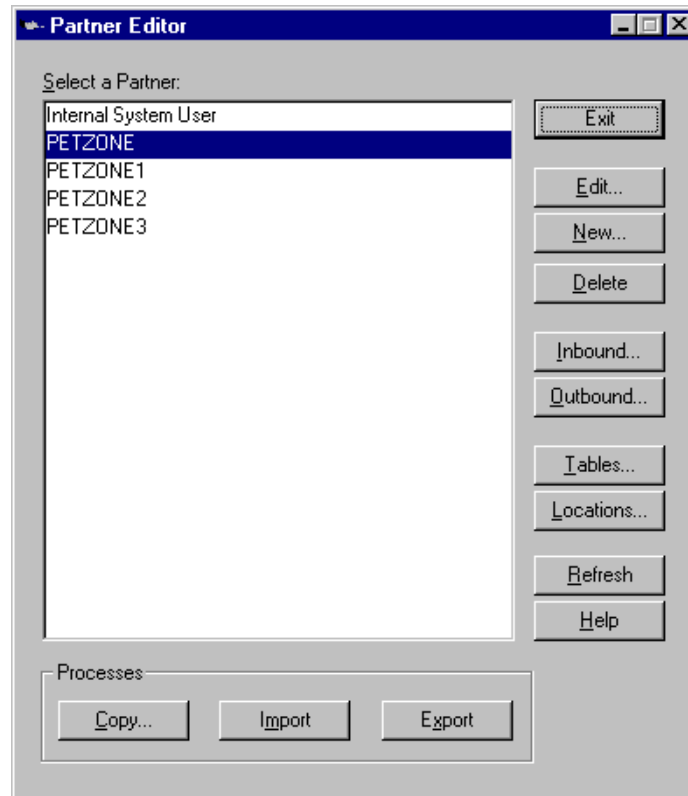 Partner Editor
Select a Partner:
Internal System User
PETZONE
PETZONE1
PETZONE2
PETZONE3
Exit
Edit...
New...
Delete
Inbound...
Outbound...
Tables...
Locations...
Refresh
Help
Processes
Copy...
Import
Export